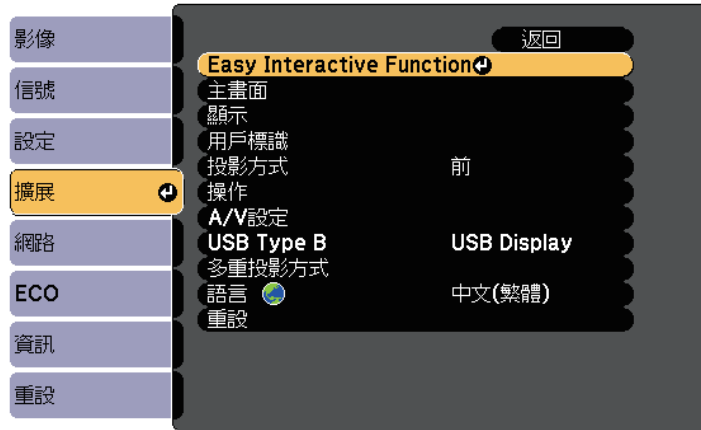 影像
信號
設定
擴展
網路
ECO
資訊
重設
返回
Easy Interactive Function
主畫面
顯示
用戶標識
投影方式 前
操作
A/V設定
USB Type B USB Display
多重投影方式
語言 中文(繁體)
重設